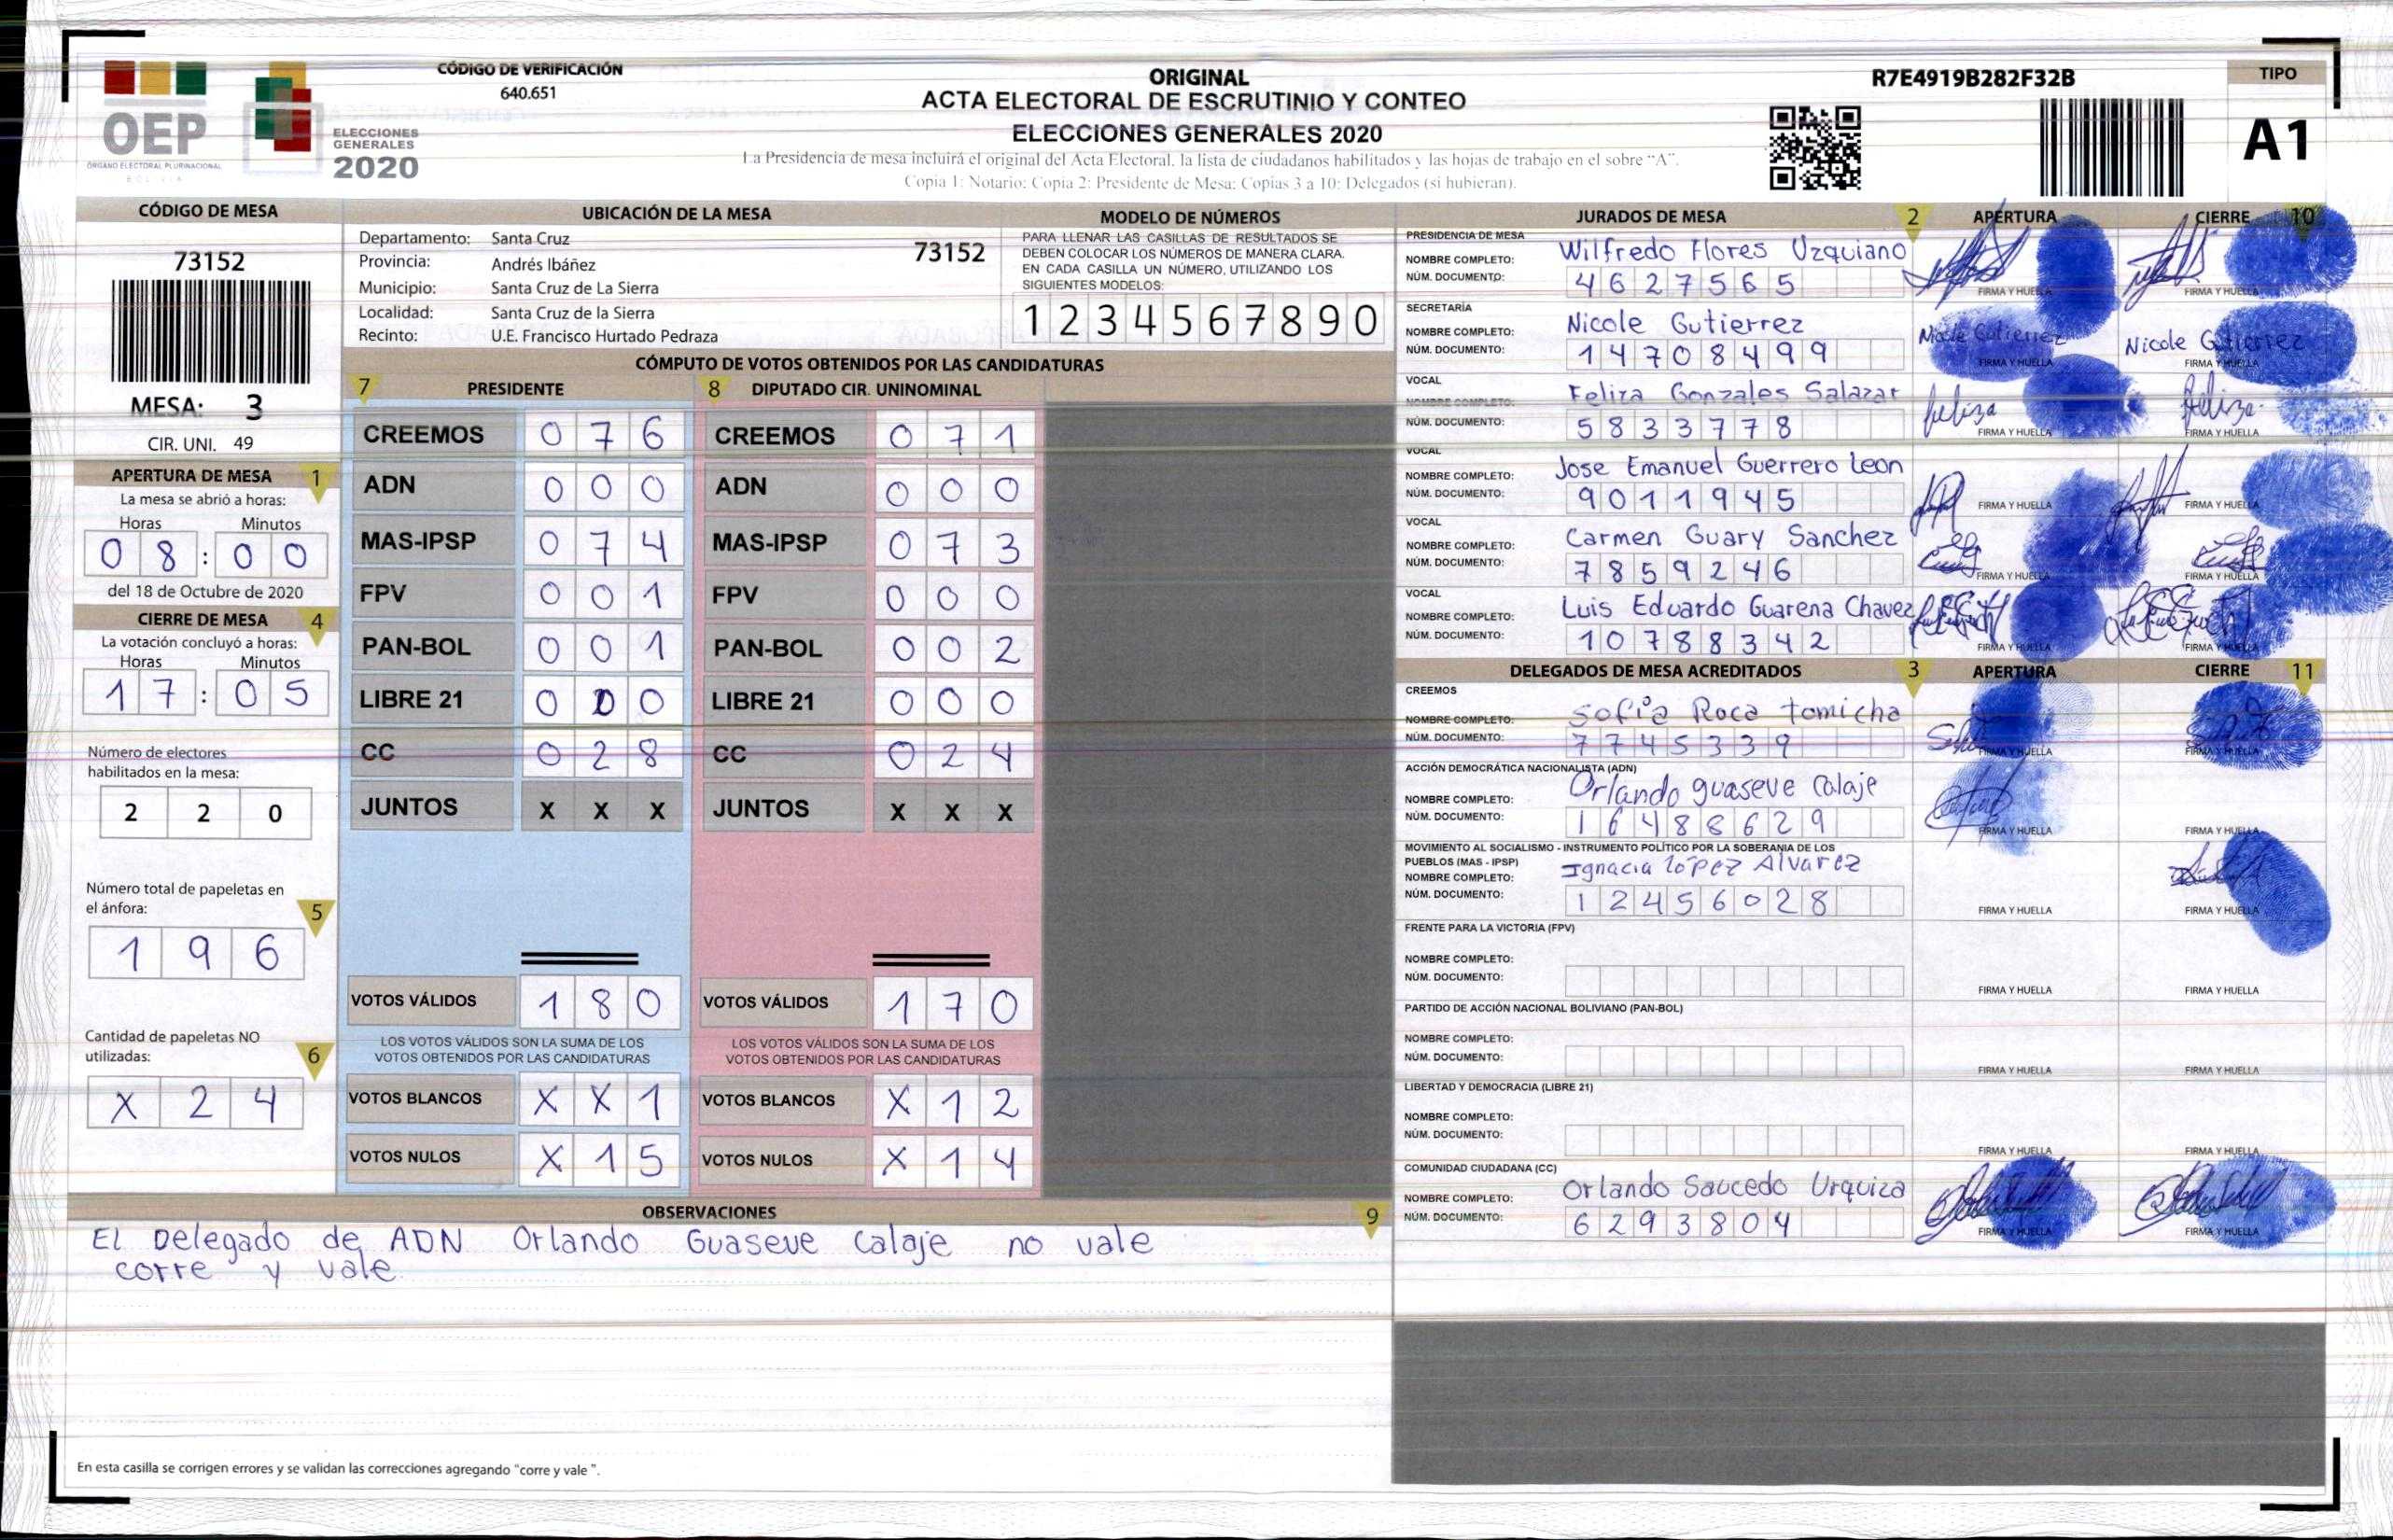 OEP
ÓRGANO ELECTORAL PLURINACIONAL
BOLIVIA
ELECCIONES
GENERALES
2020
CÓDIGO DE VERIFICACIÓN
640.651
ORIGINAL
ACTA ELECTORAL DE ESCRUTINIO Y CONTEO
ELECCIONES GENERALES 2020
La Presidencia de mesa incluirá el original del Acta Electoral, la lista de ciudadanos habilitados y las hojas de trabajo en el sobre “A”.
Copia 1: Notario; Copia 2: Presidente de Mesa; Copias 3 a 10: Delegados (si hubieran).
R7E4919B282F32B
TIPO
A1
CÓDIGO DE MESA
73152
MESA: 3
CIR. UNI. 49
APERTURA DE MESA 1
La mesa se abrió a horas:
Horas Minutos
08:00
del 18 de Octubre de 2020
CIERRE DE MESA 4
La votación concluyó a horas:
Horas Minutos
17:05
Número de electores
habilitados en la mesa:
2 2 0
Número total de papeletas en
el ánfora: 5
1 9 6
Cantidad de papeletas NO
utilizadas: 6
X 2 4
UBICACIÓN DE LA MESA
Departamento: Santa Cruz 73152
Provincia: Andrés Ibáñez
Municipio: Santa Cruz de La Sierra
Localidad: Santa Cruz de la Sierra
Recinto: U.E. Francisco Hurtado Pedraza
MODELO DE NÚMEROS
PARA LLENAR LAS CASILLAS DE RESULTADOS SE
DEBEN COLOCAR LOS NÚMEROS DE MANERA CLARA.
EN CADA CASILLA UN NÚMERO, UTILIZANDO LOS
SIGUIENTES MODELOS:
1 2 3 4 5 6 7 8 9 0
CÓMPUTO DE VOTOS OBTENIDOS POR LAS CANDIDATURAS
7 PRESIDENTE 8 DIPUTADO CIR. UNINOMINAL
CREEMOS 0 7 6 CREEMOS 0 7 1
ADN 0 0 0 ADN 0 0 0
MAS-IPSP 0 7 4 MAS-IPSP 0 7 3
FPV 0 0 1 FPV 0 0 0
PAN-BOL 0 0 1 PAN-BOL 0 0 2
LIBRE 21 0 0 0 LIBRE 21 0 0 0
CC 0 2 8 CC 0 2 4
JUNTOS X X X JUNTOS X X X
VOTOS VÁLIDOS 1 8 0 VOTOS VÁLIDOS 1 7 0
LOS VOTOS VÁLIDOS SON LA SUMA DE LOS LOS VOTOS VÁLIDOS SON LA SUMA DE LOS
VOTOS OBTENIDOS POR LAS CANDIDATURAS VOTOS OBTENIDOS POR LAS CANDIDATURAS
VOTOS BLANCOS X X 1 VOTOS BLANCOS X 1 2
VOTOS NULOS X 1 5 VOTOS NULOS X 1 4
OBSERVACIONES 9
El Delegado de ADN Orlando Guaseve Calaje no vale
corre y vale
En esta casilla se corrigen errores y se validan las correcciones agregando “corre y vale ”.
JURADOS DE MESA 2 APERTURA CIERRE 10
PRESIDENCIA DE MESA
NOMBRE COMPLETO: Wilfredo Flores Uzquiano
NÚM. DOCUMENTO: 4627565 FIRMA Y HUELLA FIRMA Y HUELLA
SECRETARÍA
NOMBRE COMPLETO: Nicole Gutierrez Nicole Gutierrez Nicole Gutierrez
NÚM. DOCUMENTO: 14708499 FIRMA Y HUELLA FIRMA Y HUELLA
VOCAL
NOMBRE COMPLETO: Feliza Gonzales Salazar
NÚM. DOCUMENTO: 5833778 FIRMA Y HUELLA FIRMA Y HUELLA
VOCAL
NOMBRE COMPLETO: Jose Emanuel Guerrero Leon
NÚM. DOCUMENTO: 9011945 FIRMA Y HUELLA FIRMA Y HUELLA
VOCAL
NOMBRE COMPLETO: Carmen Guary Sanchez
NÚM. DOCUMENTO: 7859246 FIRMA Y HUELLA FIRMA Y HUELLA
VOCAL
NOMBRE COMPLETO: Luis Eduardo Guarena Chavez
NÚM. DOCUMENTO: 10788342 FIRMA Y HUELLA FIRMA Y HUELLA
DELEGADOS DE MESA ACREDITADOS 3 APERTURA CIERRE 11
CREEMOS
NOMBRE COMPLETO: Sofia Roca tomicha
NÚM. DOCUMENTO: 7745339 FIRMA Y HUELLA FIRMA Y HUELLA
ACCIÓN DEMOCRÁTICA NACIONALISTA (ADN)
NOMBRE COMPLETO: Orlando guaseve Calaje
NÚM. DOCUMENTO: 16488629 FIRMA Y HUELLA FIRMA Y HUELLA
MOVIMIENTO AL SOCIALISMO - INSTRUMENTO POLÍTICO POR LA SOBERANIA DE LOS
PUEBLOS (MAS - IPSP)
NOMBRE COMPLETO: Ignacia López Alvarez
NÚM. DOCUMENTO: 12456028 FIRMA Y HUELLA FIRMA Y HUELLA
FRENTE PARA LA VICTORIA (FPV)
NOMBRE COMPLETO:
NÚM. DOCUMENTO: FIRMA Y HUELLA FIRMA Y HUELLA
PARTIDO DE ACCIÓN NACIONAL BOLIVIANO (PAN-BOL)
NOMBRE COMPLETO:
NÚM. DOCUMENTO: FIRMA Y HUELLA FIRMA Y HUELLA
LIBERTAD Y DEMOCRACIA (LIBRE 21)
NOMBRE COMPLETO:
NÚM. DOCUMENTO: FIRMA Y HUELLA FIRMA Y HUELLA
COMUNIDAD CIUDADANA (CC)
NOMBRE COMPLETO: Orlando Saucedo Urquiza
NÚM. DOCUMENTO: 6293804 FIRMA Y HUELLA FIRMA Y HUELLA